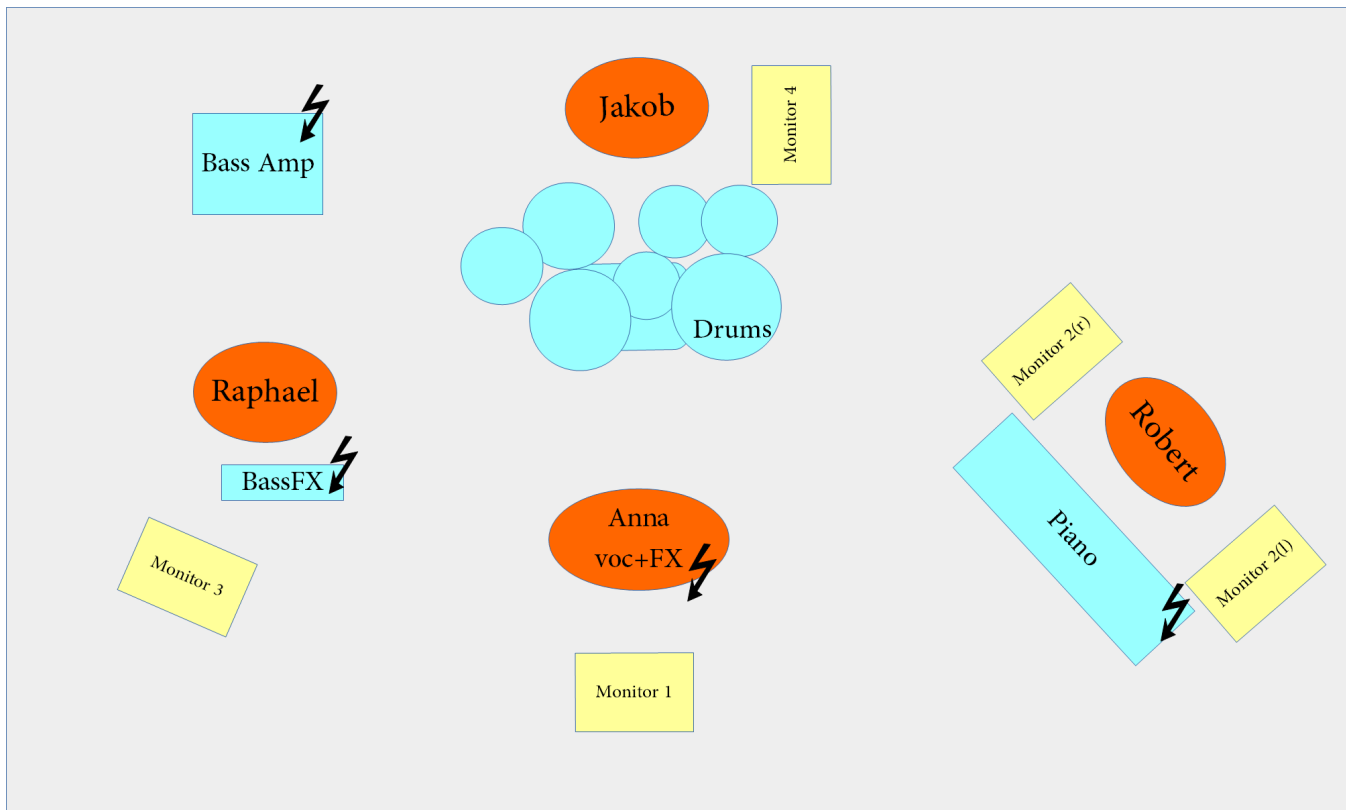 Jakob
Monitor 4
Bass Amp
Drums
Monitor 2(r)
Raphael
Robert
BassFX
Anna
voc+FX
Piano
Monitor 3
Monitor 2(l)
Monitor 1